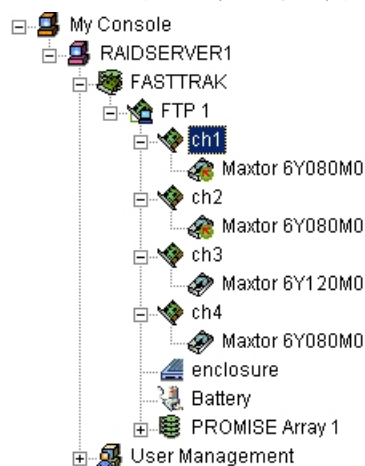 My Console
RAIDSERVER1
FASTTRAK
FTP 1
ch1
Maxtor 6Y080M0
ch2
Maxtor 6Y080M0
ch3
Maxtor 6Y120M0
ch4
Maxtor 6Y080M0
enclosure
Battery
PROMISE Array 1
User Management